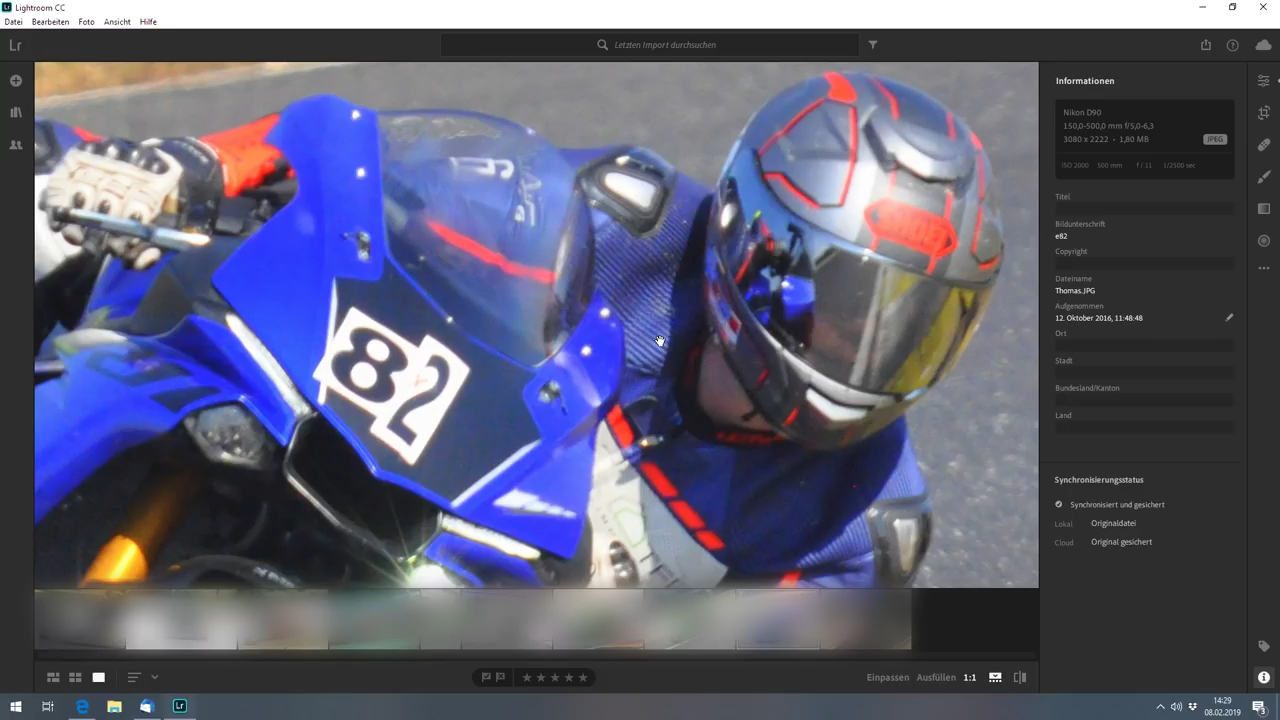 Lr Lightroom CC
Datei Bearbeiten Foto Ansicht Hilfe
Lr
Letzten Import durchsuchen
82
Informationen
Nikon D90
150,0-500,0 mm f/5,0-6,3
3080 x 2222 • 1,80 MB
JPEG
ISO 2000 500 mm f / 11 1/2500 sec
Titel
Bildunterschrift
e82
Copyright
Dateiname
Thomas.JPG
Aufgenommen
12. Oktober 2016, 11:48:48
Ort
Stadt
Bundesland/Kanton
Land
Synchronisierungsstatus
Synchronisiert und gesichert
Lokal Originaldatei
Cloud Original gesichert
Einpassen Ausfüllen 1:1
Lr
14:29
08.02.2019
3